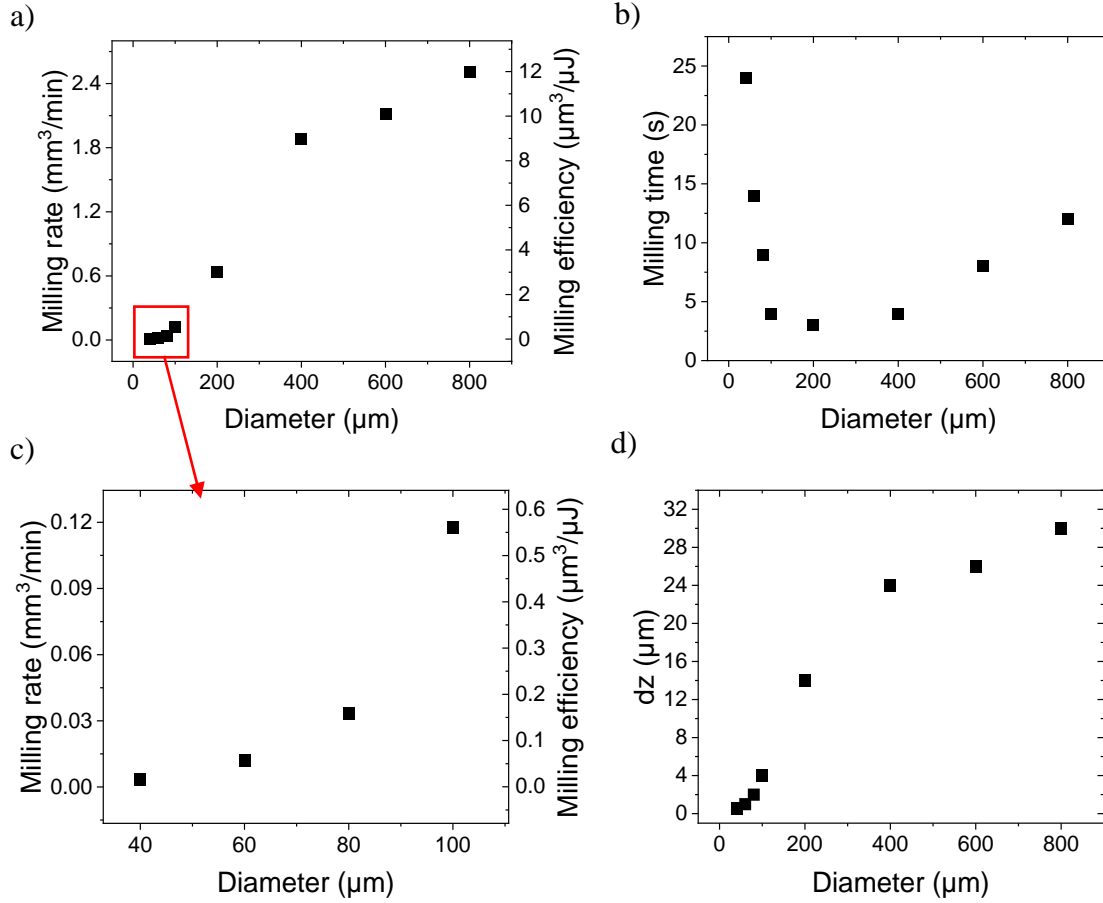 a)
Milling rate (mm³/min)
2.4
1.8
1.2
0.6
0.0
12
10
8
6
4
2
0
Milling efficiency (µm³/µJ)
0 200 400 600 800
Diameter (µm)
b)
Milling time (s)
25
20
15
10
5
0
0 200 400 600 800
Diameter (µm)
c)
Milling rate (mm³/min)
0.12
0.09
0.06
0.03
0.00
0.6
0.5
0.4
0.3
0.2
0.1
0.0
Milling efficiency (µm³/µJ)
40 60 80 100
Diameter (µm)
d)
dz (µm)
32
28
24
20
16
12
8
4
0
0 200 400 600 800
Diameter (µm)